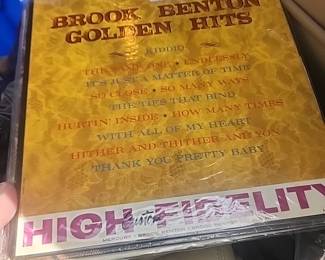 BROOK BENTON
GOLDEN HITS
KIDDIO
THE SAME ONE • ENDLESSLY
IT'S JUST A MATTER OF TIME
SO CLOSE • SO MANY WAYS
THE TIES THAT BIND
HURTIN' INSIDE • HOW MANY TIMES
WITH ALL OF MY HEART
HITHER AND THITHER AND YON
THANK YOU PRETTY BABY
HIGH FIDELITY